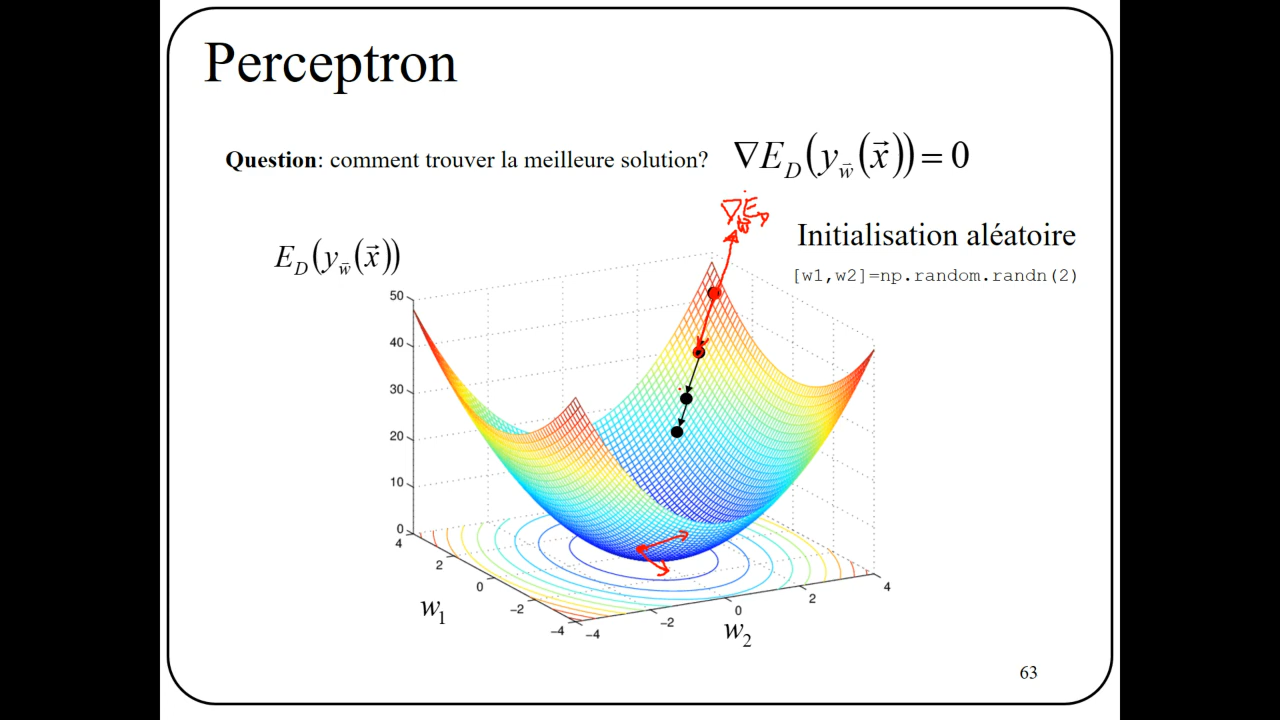 Perceptron
Question: comment trouver la meilleure solution? ∇E_D(y_w⃗(x⃗))=0
∇_w⃗ E_D
Initialisation aléatoire
[w1,w2]=np.random.randn(2)
E_D(y_w⃗(x⃗))
50
40
30
20
10
0
4
2
0
-2
-4
w_1
-4
-2
0
2
4
w_2
63